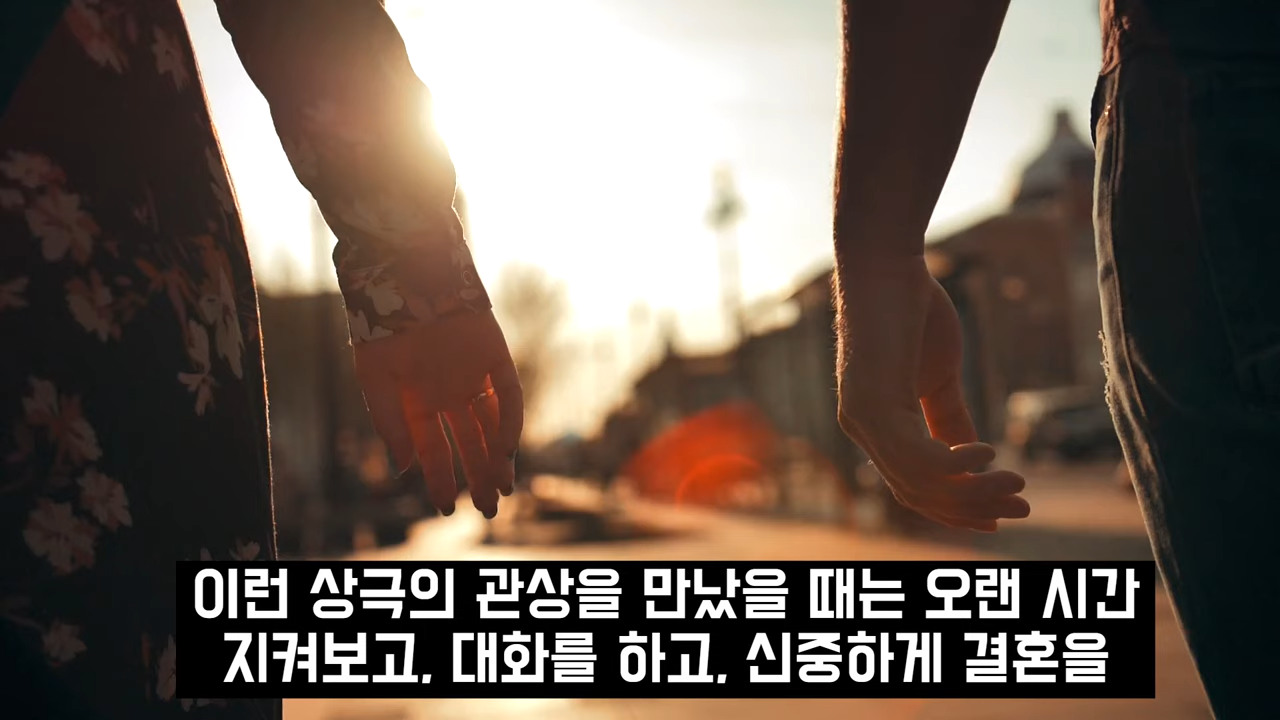 이런 상극의 관상을 만났을 때는 오랜 시간
지켜보고, 대화를 하고, 신중하게 결혼을